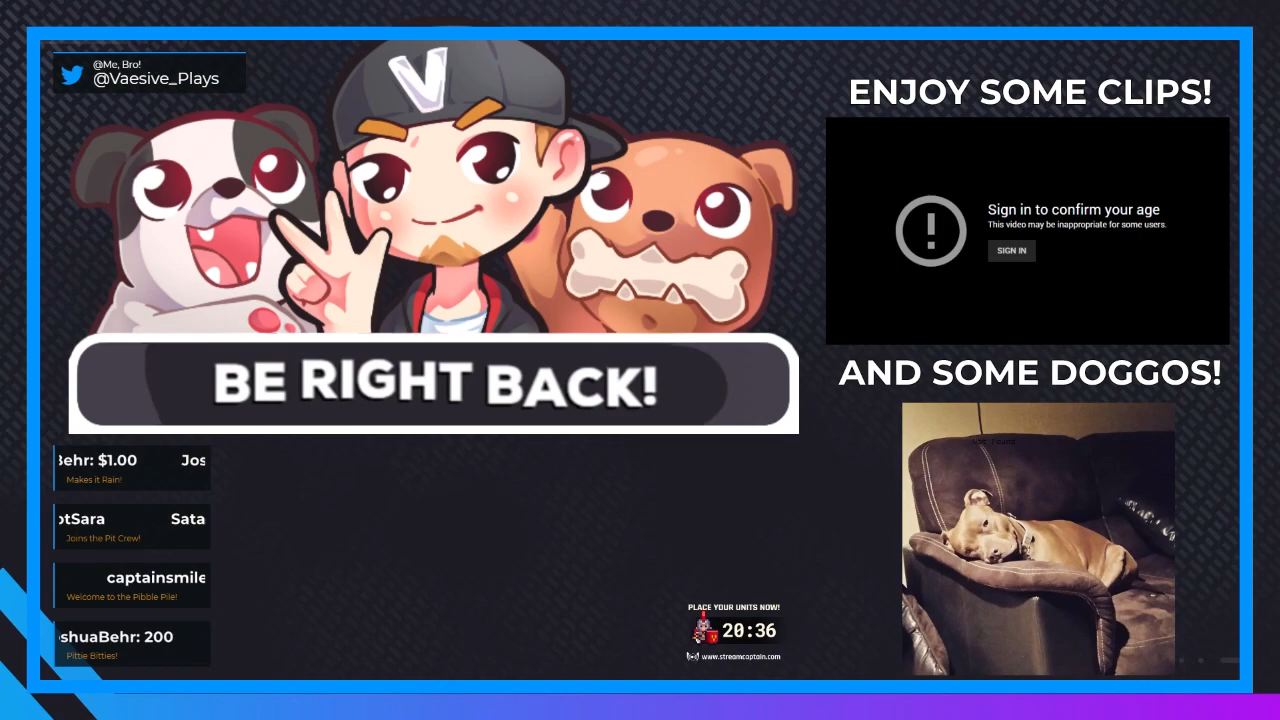 @Me, Bro!
@Vaesive_Plays
V
BE RIGHT BACK!
ENJOY SOME CLIPS!
Sign in to confirm your age
This video may be inappropriate for some users.
SIGN IN
AND SOME DOGGOS!
Not Found
Behr: $1.00 Jos
Makes it Rain!
otSara Sata
Joins the Pit Crew!
captainsmile
Welcome to the Pibble Pile!
shuaBehr: 200
Pittie Bitties!
PLACE YOUR UNITS NOW!
20:36
www.streamcaptain.com